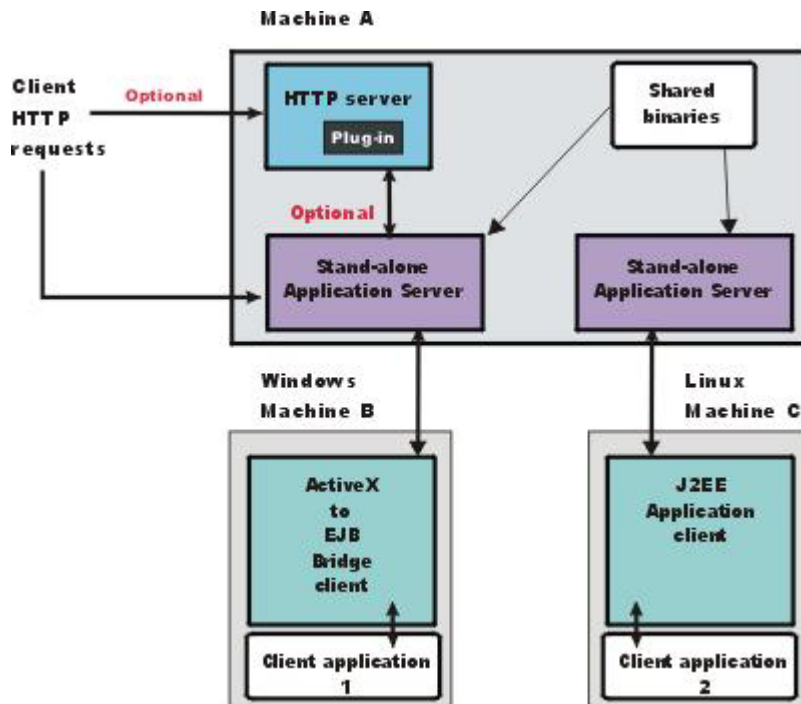 Machine A
Client
HTTP
requests
Optional
HTTP server
Plug-in
Shared
binaries
Optional
Stand-alone
Application Server
Stand-alone
Application Server
Windows
Machine B
Linux
Machine C
ActiveX
to
EJB
Bridge
client
J2EE
Application
client
Client application
1
Client application
2